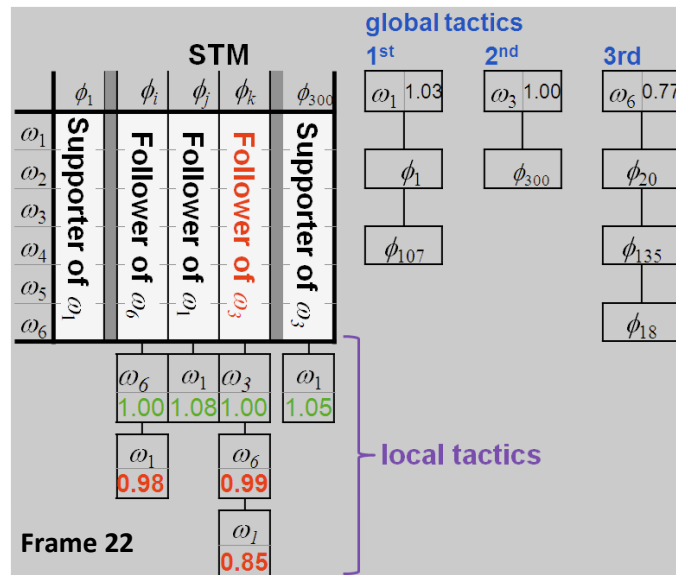 global tactics
STM 1st 2nd 3rd
ϕ1 ϕi ϕj ϕk ϕ300
ω1 1.03 ω3 1.00 ω6 0.77
ω1
ω2
ω3
ω4
ω5
ω6
Supporter of ω1
Follower of ω6
Follower of ω1
Follower of ω3
Supporter of ω3
ϕ1 ϕ300 ϕ20
ϕ107 ϕ135
ϕ18
ω6 ω1 ω3 ω1
1.00 1.08 1.00 1.05
ω1 ω6
0.98 0.99
local tactics
ω1
0.85
Frame 22